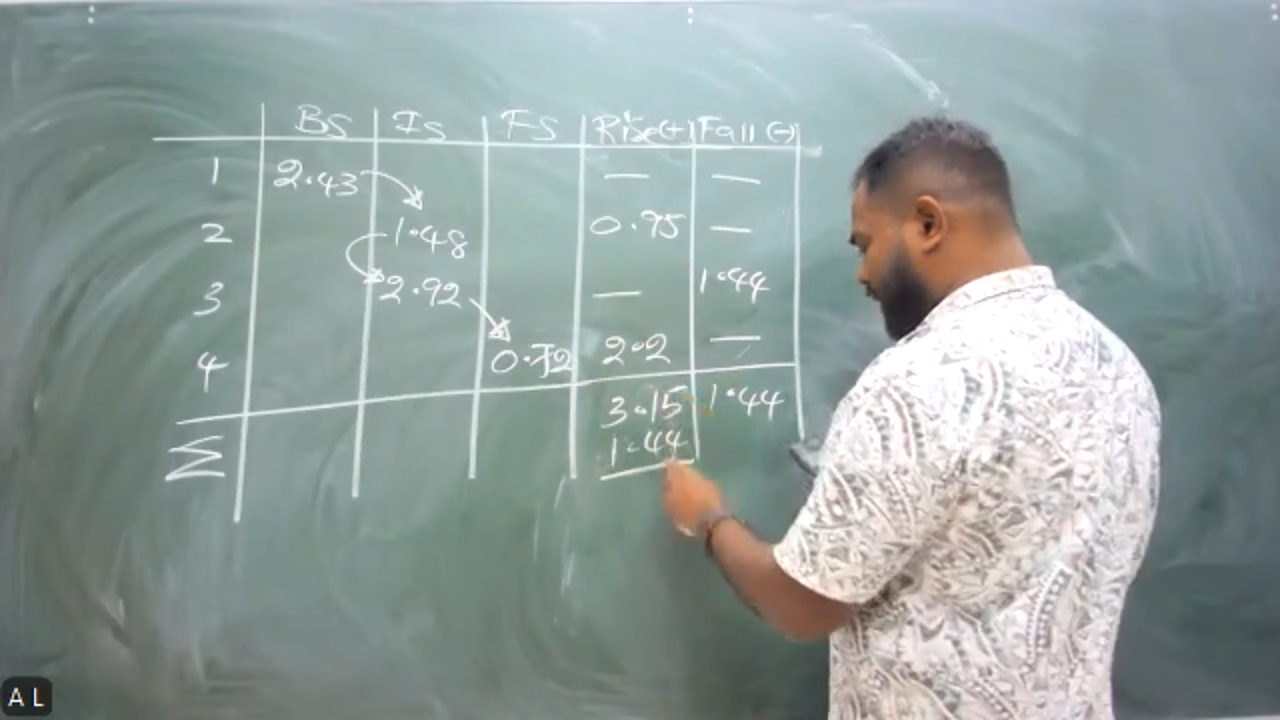 BS IS FS Rise(+) Fall(-)
1 2.43 — —
2 1.48 0.95 —
3 2.92 — 1.44
4 0.72 2.2 —
Σ 3.15 1.44
1.44
A L